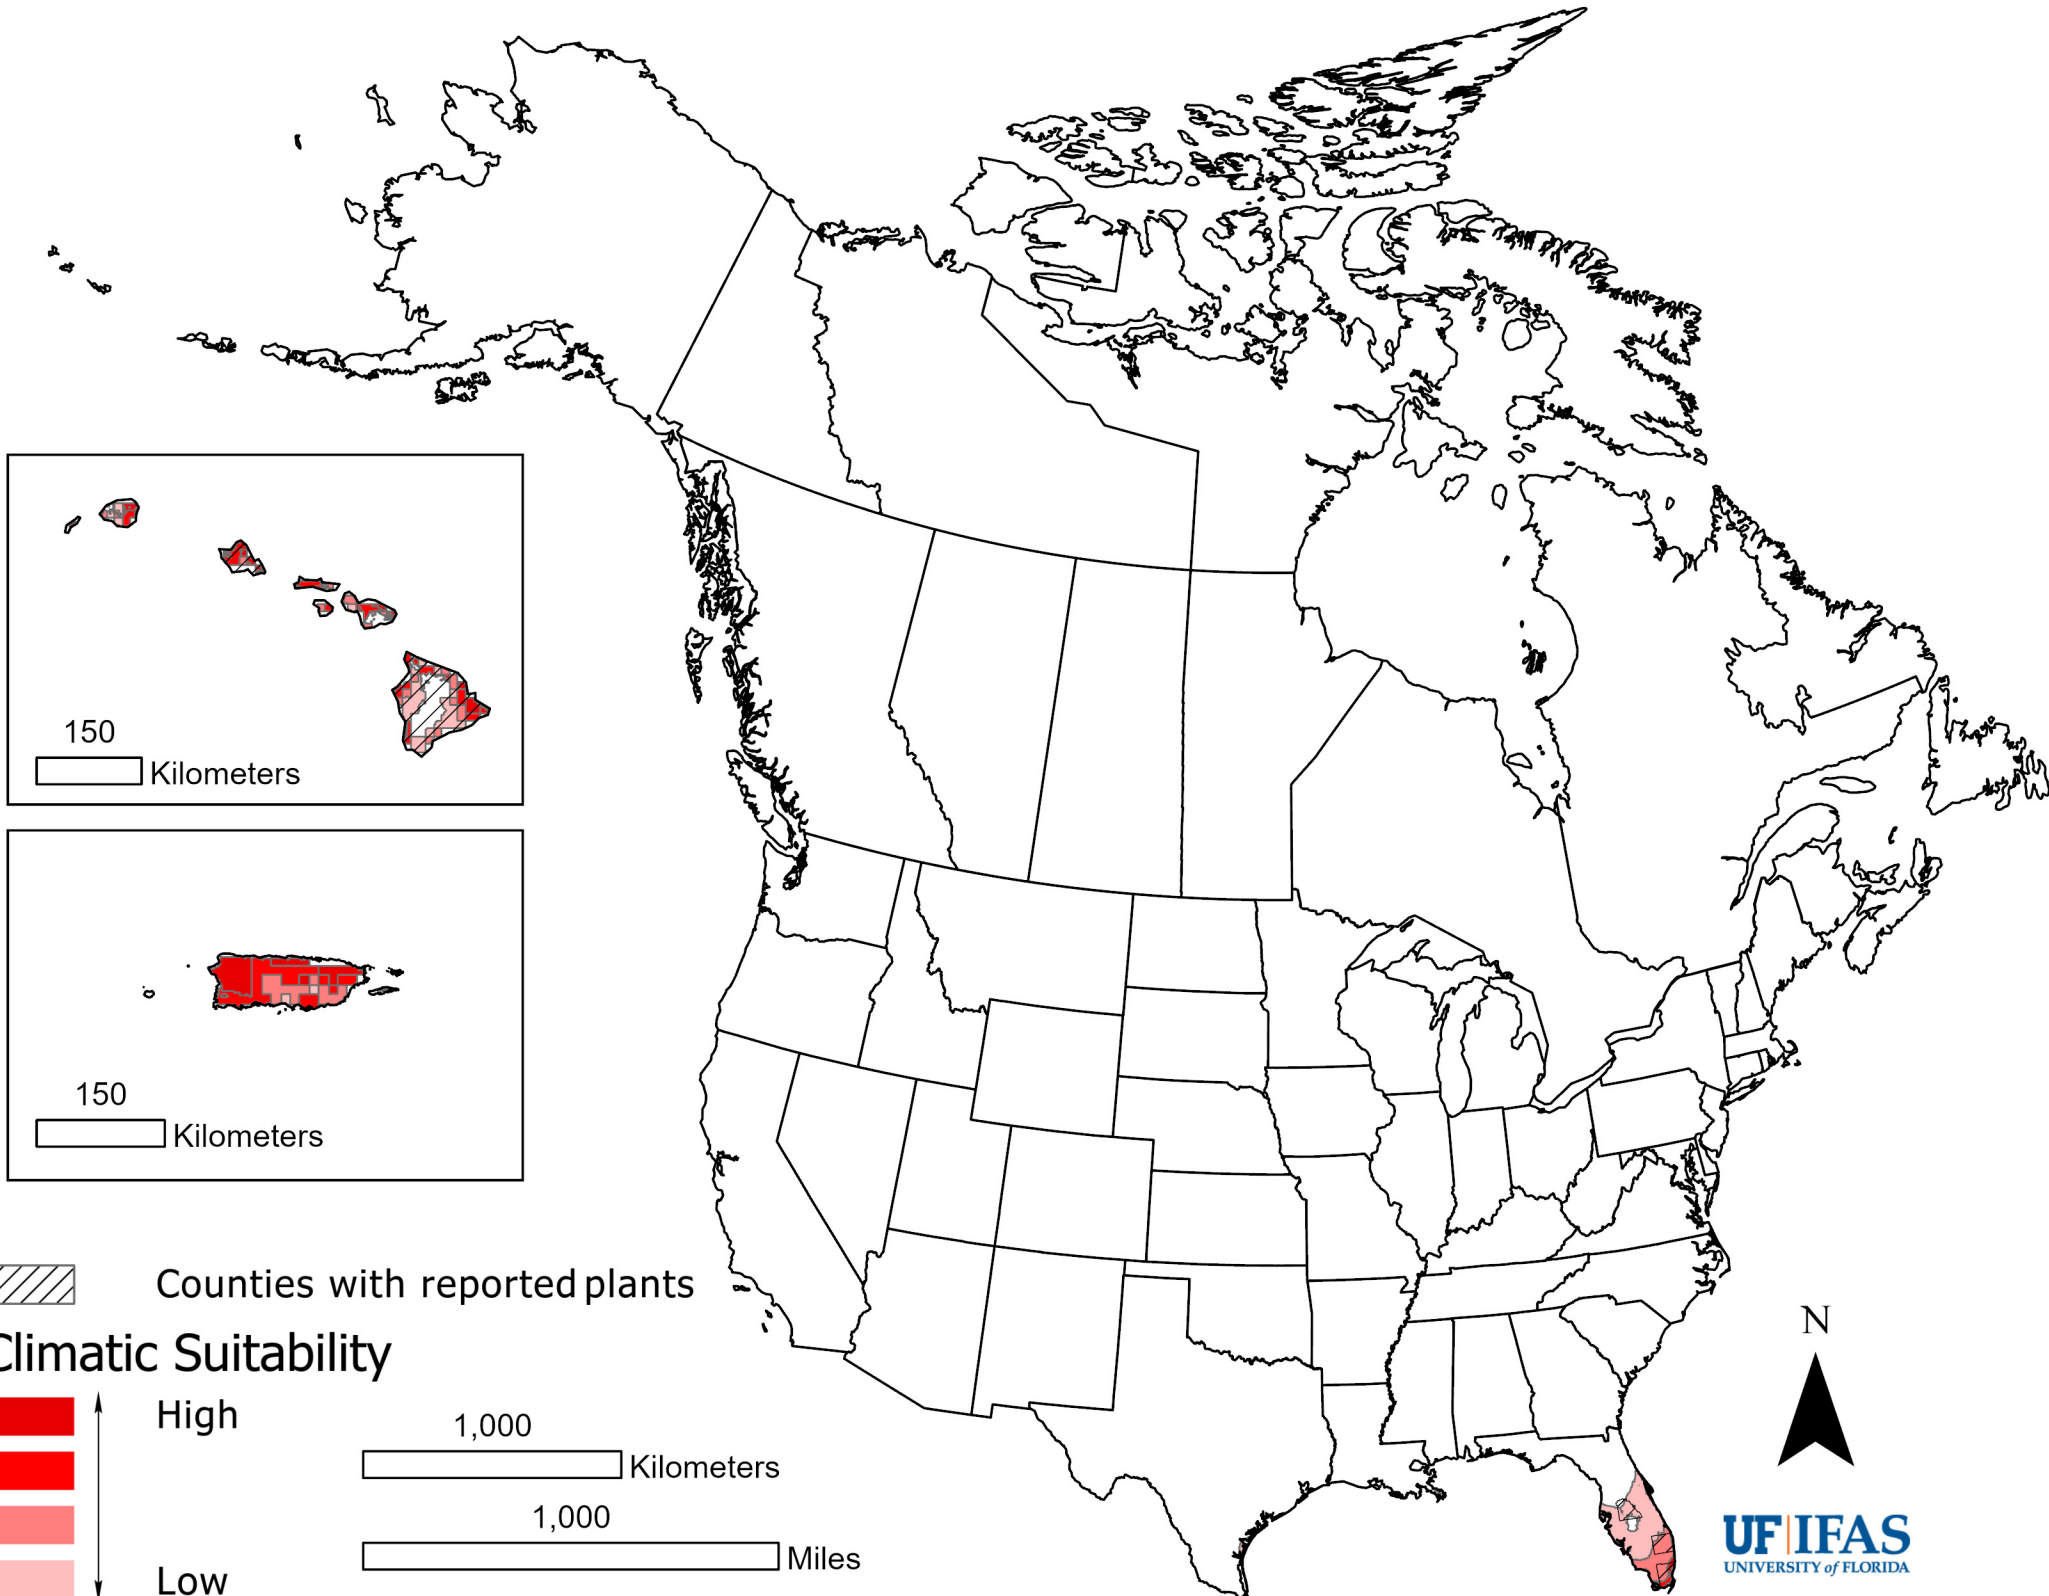 150
Kilometers
150
Kilometers
Counties with reported plants
Climatic Suitability
High
Low
1,000
Kilometers
1,000
Miles
N
UF|IFAS
UNIVERSITY of FLORIDA